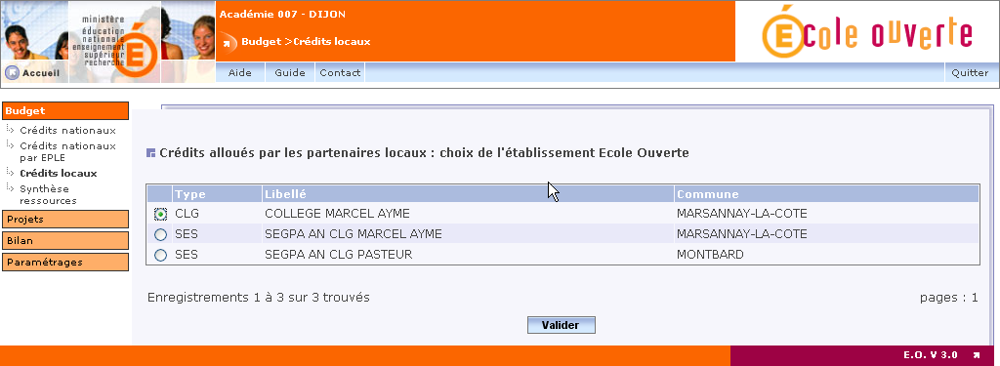 ministère
éducation
nationale
enseignement
supérieur
recherche
É
Accueil
Académie 007 - DIJON
Budget >Crédits locaux
École ouverte
Aide Guide Contact Quitter
Budget
Crédits nationaux
Crédits nationaux
par EPLE
Crédits locaux
Synthèse
ressources
Projets
Bilan
Paramétrages
Crédits alloués par les partenaires locaux : choix de l'établissement Ecole Ouverte
Type Libellé Commune
CLG COLLEGE MARCEL AYME MARSANNAY-LA-COTE
SES SEGPA AN CLG MARCEL AYME MARSANNAY-LA-COTE
SES SEGPA AN CLG PASTEUR MONTBARD
Enregistrements 1 à 3 sur 3 trouvés pages : 1
Valider
E.O. V 3.0